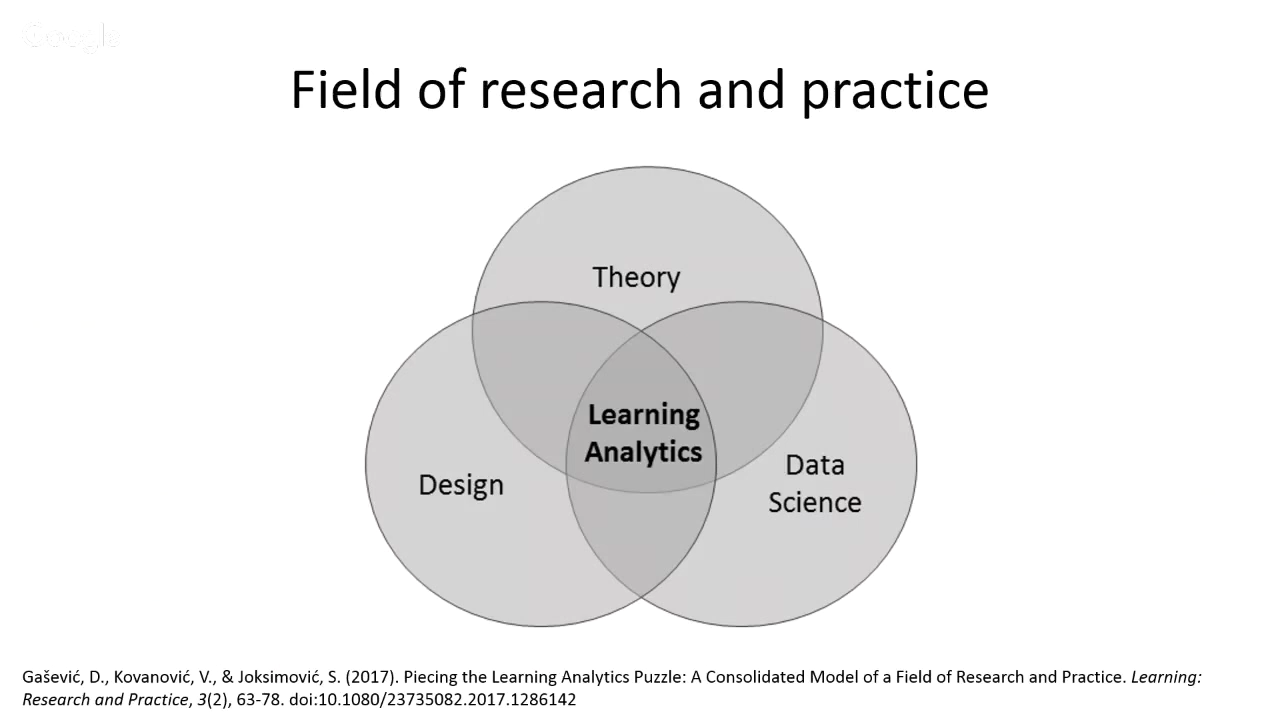 Google
Field of research and practice
Theory
Learning
Analytics
Design
Data
Science
Gašević, D., Kovanović, V., & Joksimović, S. (2017). Piecing the Learning Analytics Puzzle: A Consolidated Model of a Field of Research and Practice. Learning:
Research and Practice, 3(2), 63-78. doi:10.1080/23735082.2017.1286142